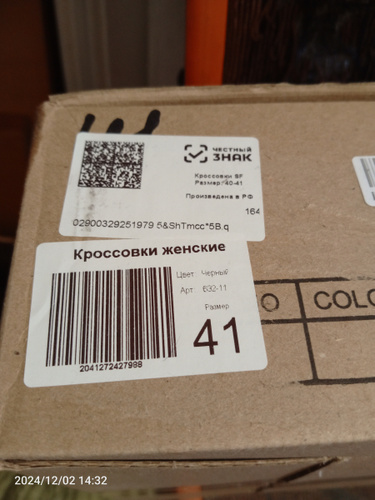 ЧЕСТНЫЙ
ЗНАК
Кроссовки BF
Размер: 40-41
Произведена в РФ
164
02900329251979 5&ShTmcc*5B.q
Кроссовки женские
Цвет Черный
Арт. 632-11
Размер
41
2041272427988
O COLO
2024/12/02 14:32